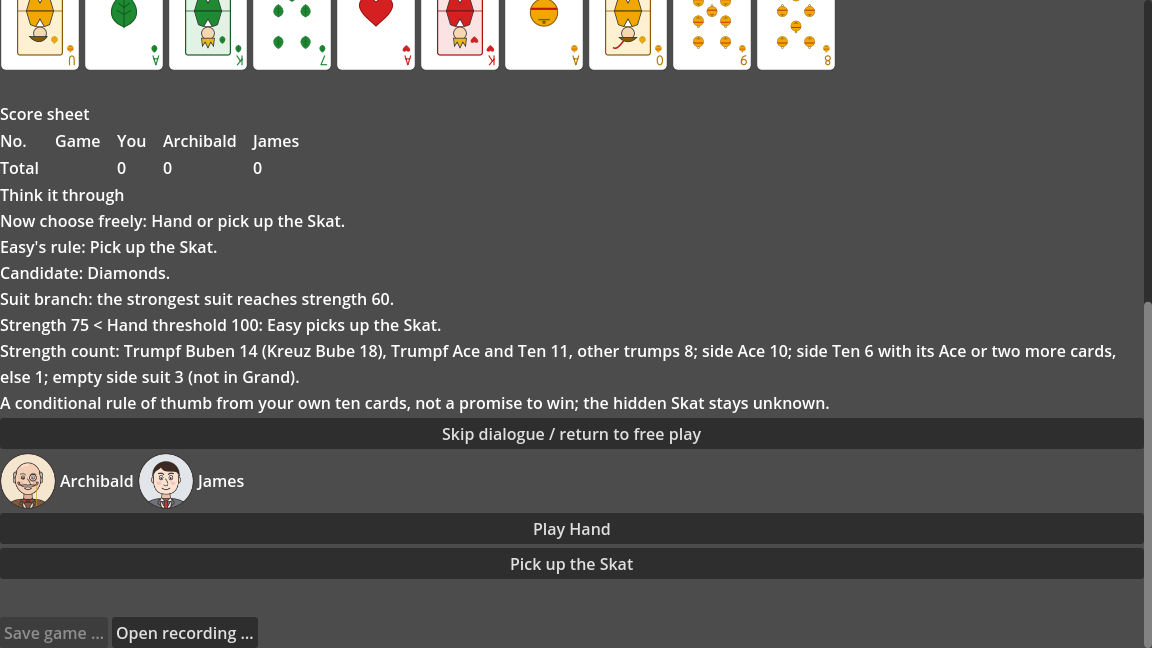 U A K 7 A K A O 9 8
Score sheet
No. Game You Archibald James
Total 0 0 0
Think it through
Now choose freely: Hand or pick up the Skat.
Easy's rule: Pick up the Skat.
Candidate: Diamonds.
Suit branch: the strongest suit reaches strength 60.
Strength 75 < Hand threshold 100: Easy picks up the Skat.
Strength count: Trumpf Buben 14 (Kreuz Bube 18), Trumpf Ace and Ten 11, other trumps 8; side Ace 10; side Ten 6 with its Ace or two more cards,
else 1; empty side suit 3 (not in Grand).
A conditional rule of thumb from your own ten cards, not a promise to win; the hidden Skat stays unknown.
Skip dialogue / return to free play
Archibald James
Play Hand
Pick up the Skat
Save game ... Open recording ...